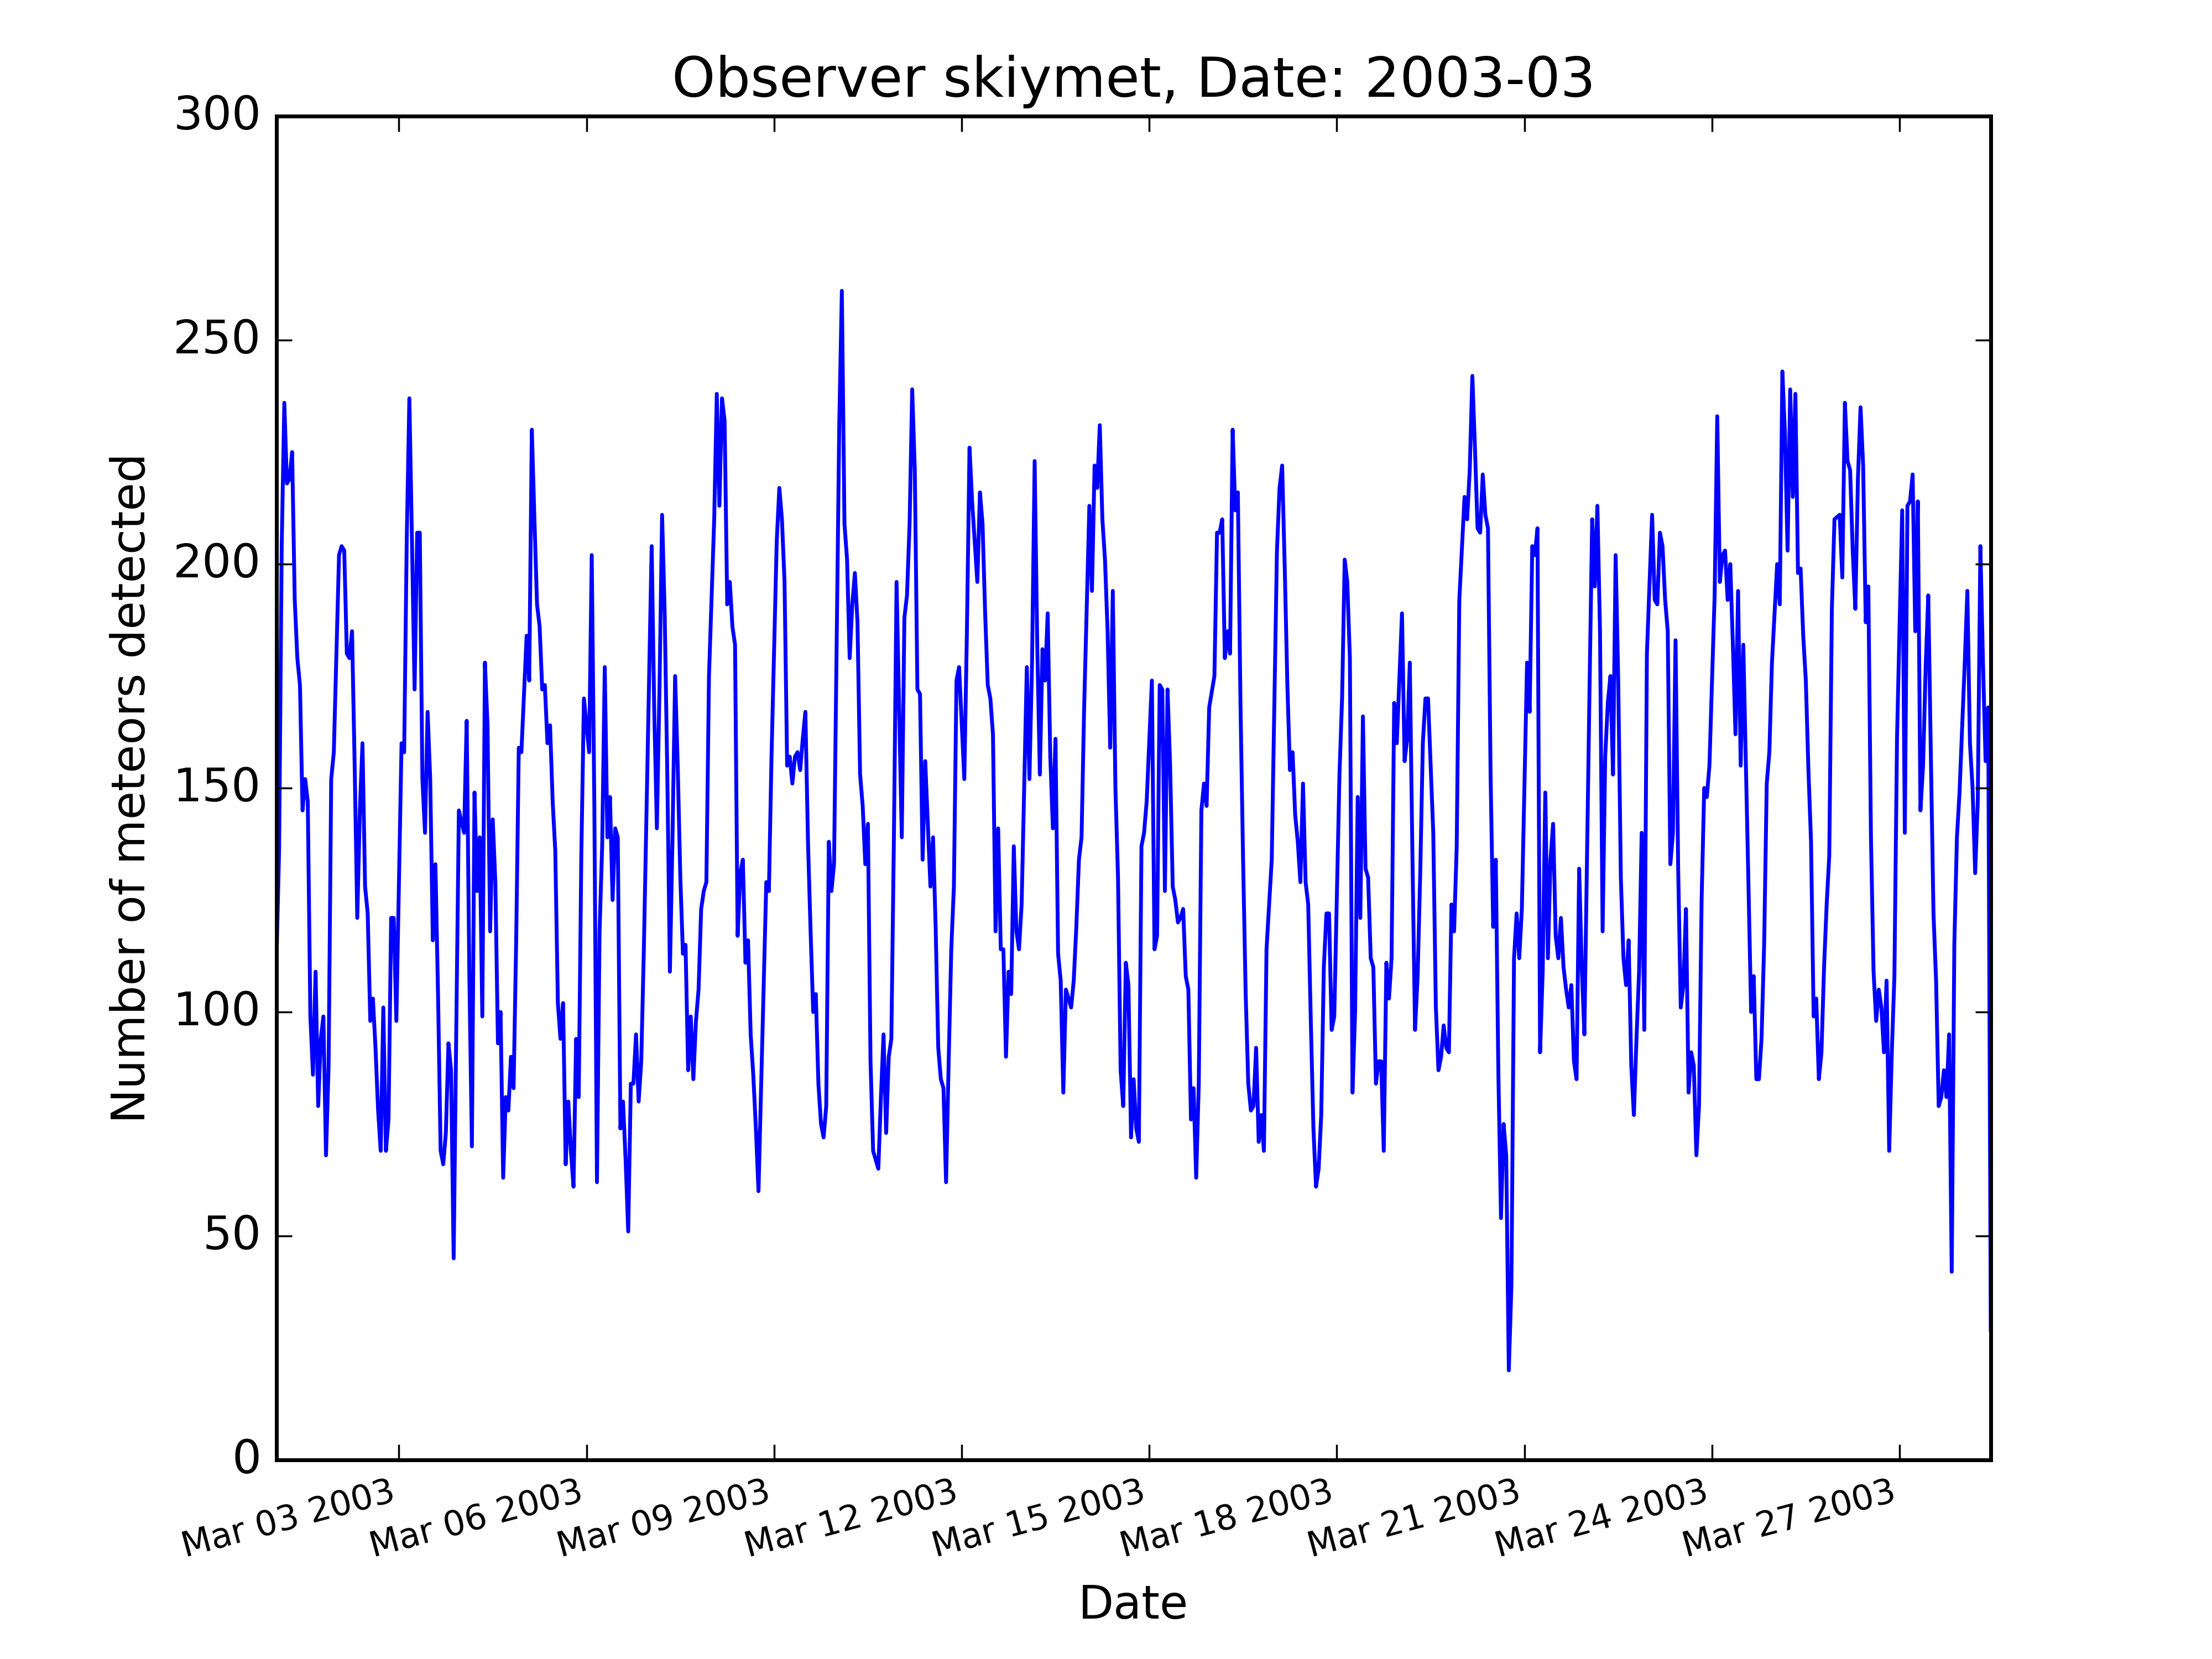 Observer skiymet, Date: 2003-03
300
250
200
150
100
50
0
Number of meteors detected
Mar 03 2003
Mar 06 2003
Mar 09 2003
Mar 12 2003
Mar 15 2003
Mar 18 2003
Mar 21 2003
Mar 24 2003
Mar 27 2003
Date